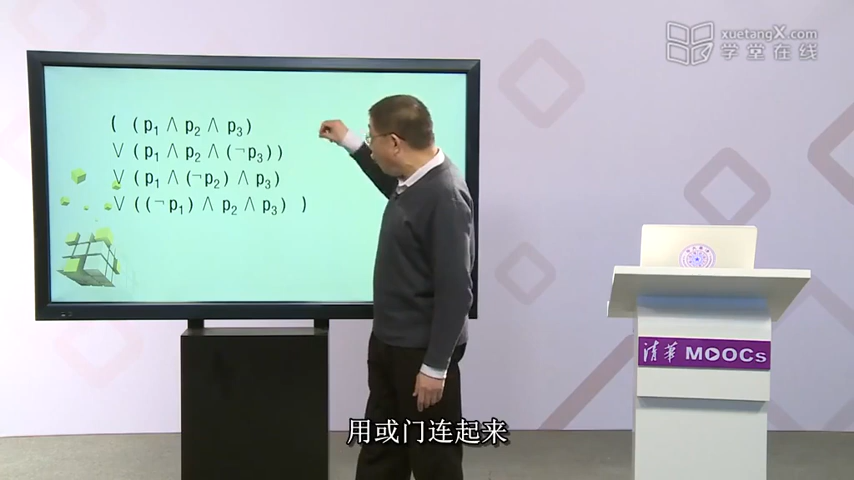 xuetangX.com
学堂在线
( (p₁∧p₂∧p₃)
∨(p₁∧p₂∧(¬p₃))
∨(p₁∧(¬p₂)∧p₃)
∨((¬p₁)∧p₂∧p₃) )
清华 MOOCs
用或门连起来